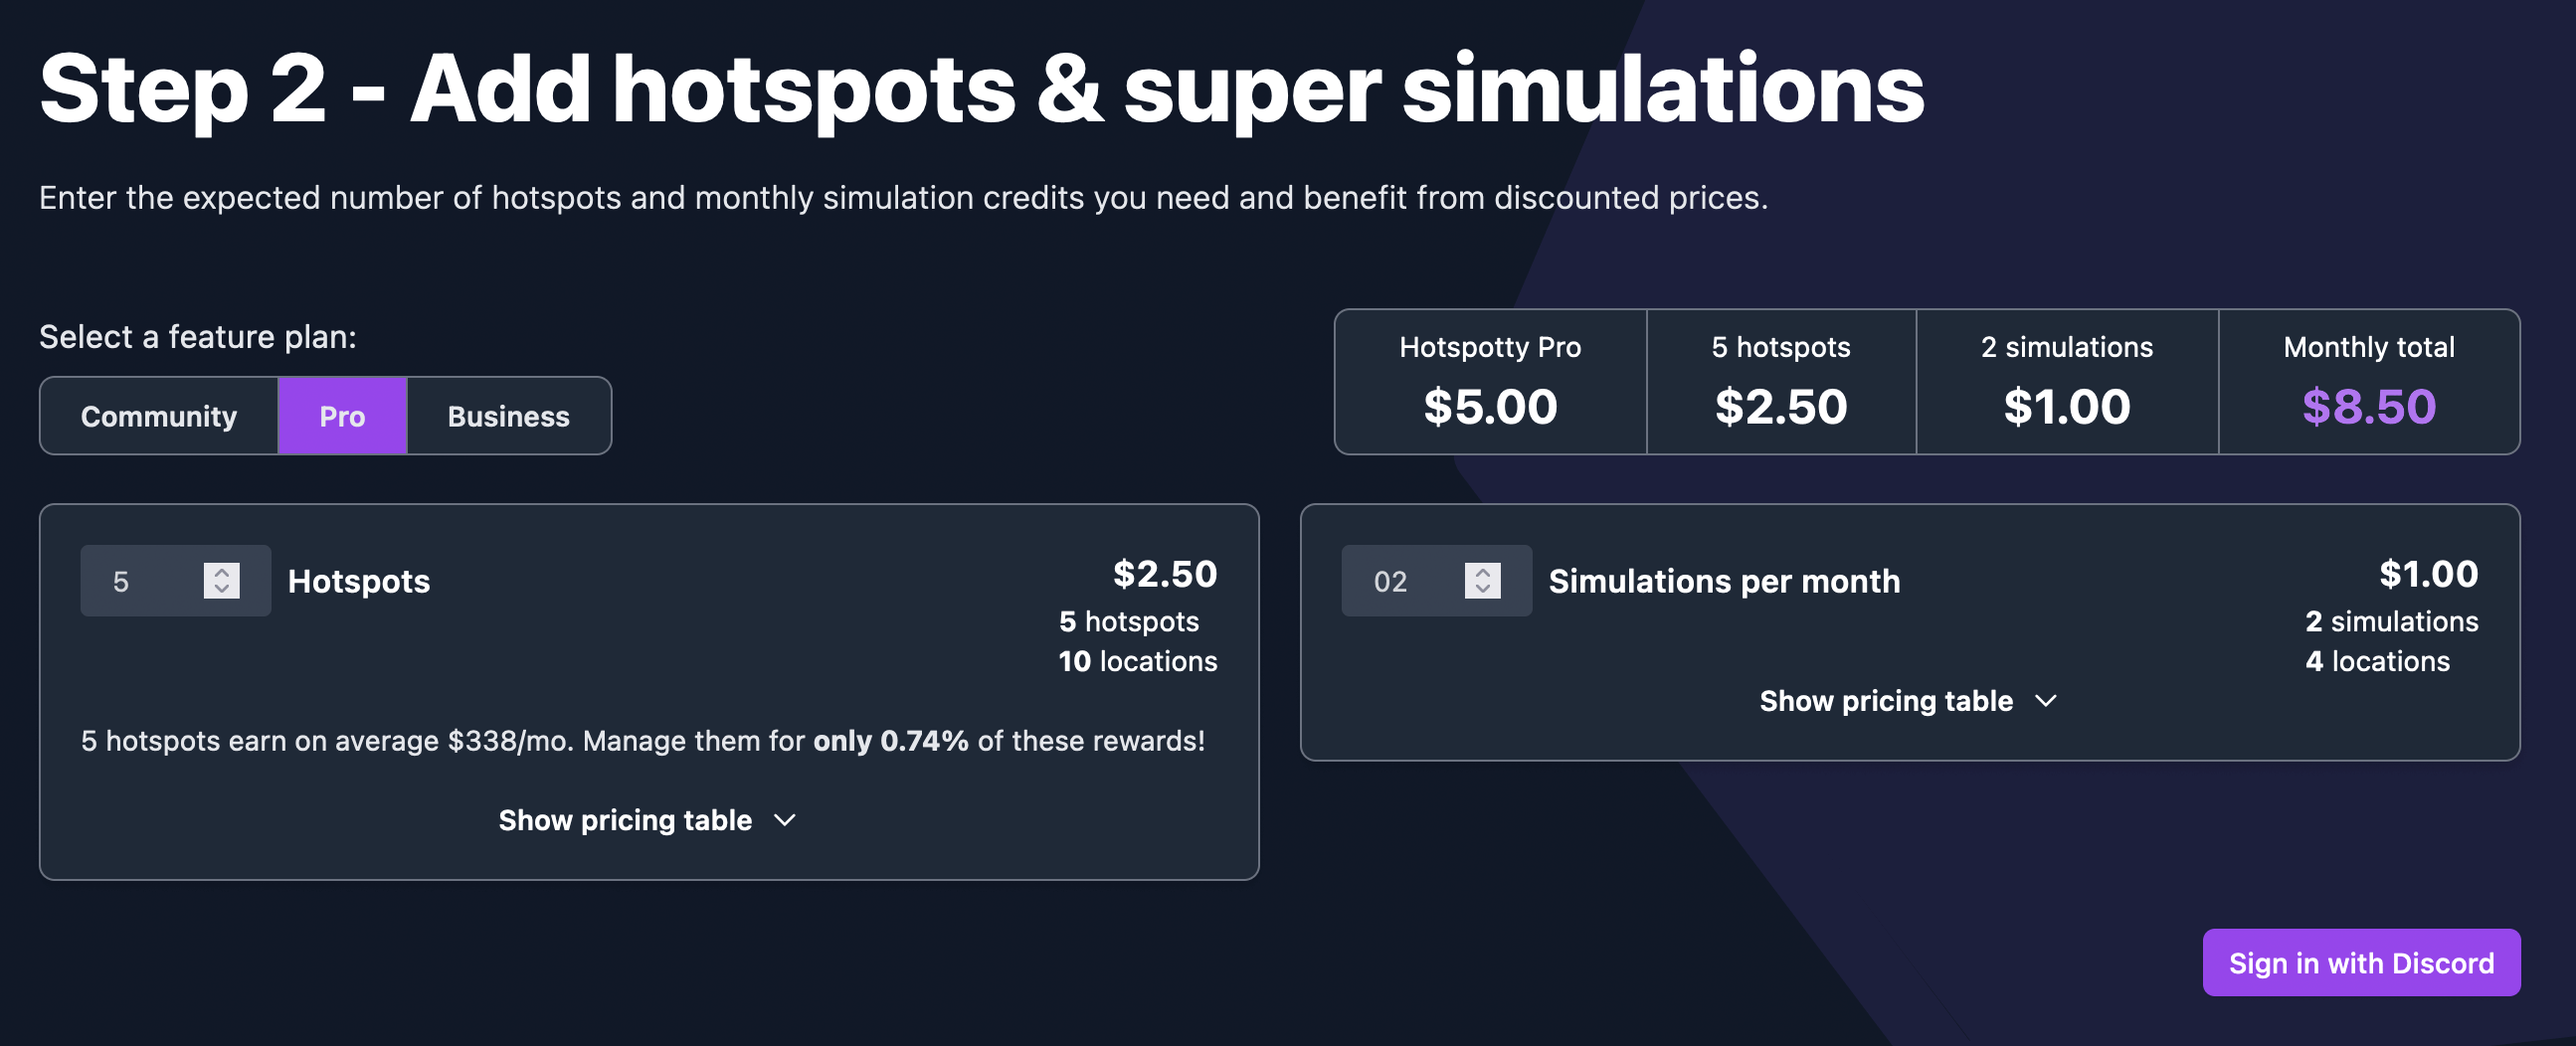 Step 2 - Add hotspots & super simulations
Enter the expected number of hotspots and monthly simulation credits you need and benefit from discounted prices.
Select a feature plan:
Community Pro Business
Hotspotty Pro 5 hotspots 2 simulations Monthly total
$5.00 $2.50 $1.00 $8.50
5 Hotspots
$2.50
5 hotspots
10 locations
5 hotspots earn on average $338/mo. Manage them for only 0.74% of these rewards!
Show pricing table
02 Simulations per month
$1.00
2 simulations
4 locations
Show pricing table
Sign in with Discord